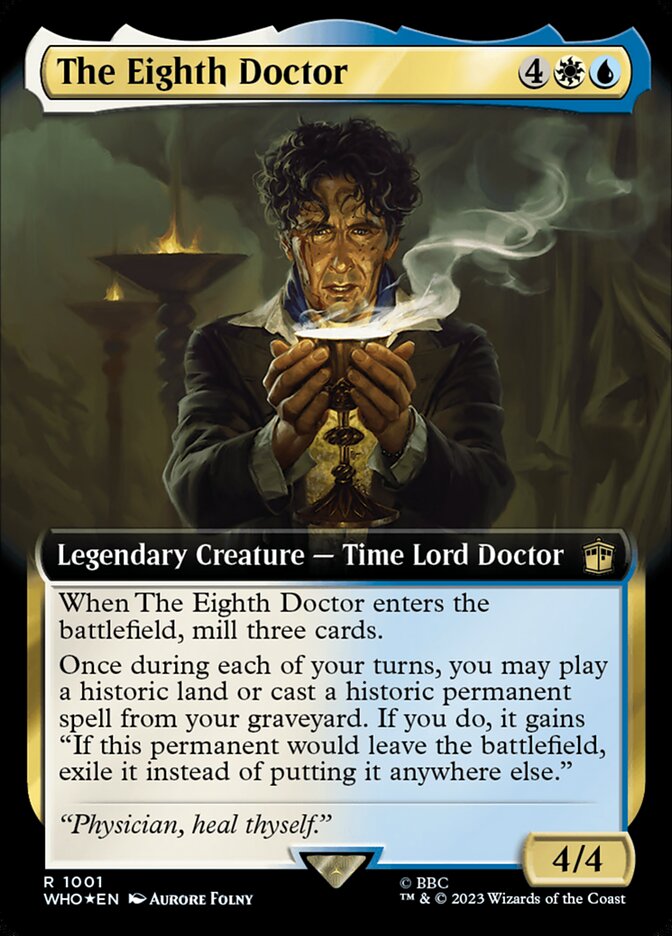 The Eighth Doctor 4
Legendary Creature — Time Lord Doctor
When The Eighth Doctor enters the
battlefield, mill three cards.
Once during each of your turns, you may play
a historic land or cast a historic permanent
spell from your graveyard. If you do, it gains
“If this permanent would leave the battlefield,
exile it instead of putting it anywhere else.”
“Physician, heal thyself.”
4/4
R 1001
WHO★EN Aurore Folny
© BBC
™ & © 2023 Wizards of the Coast